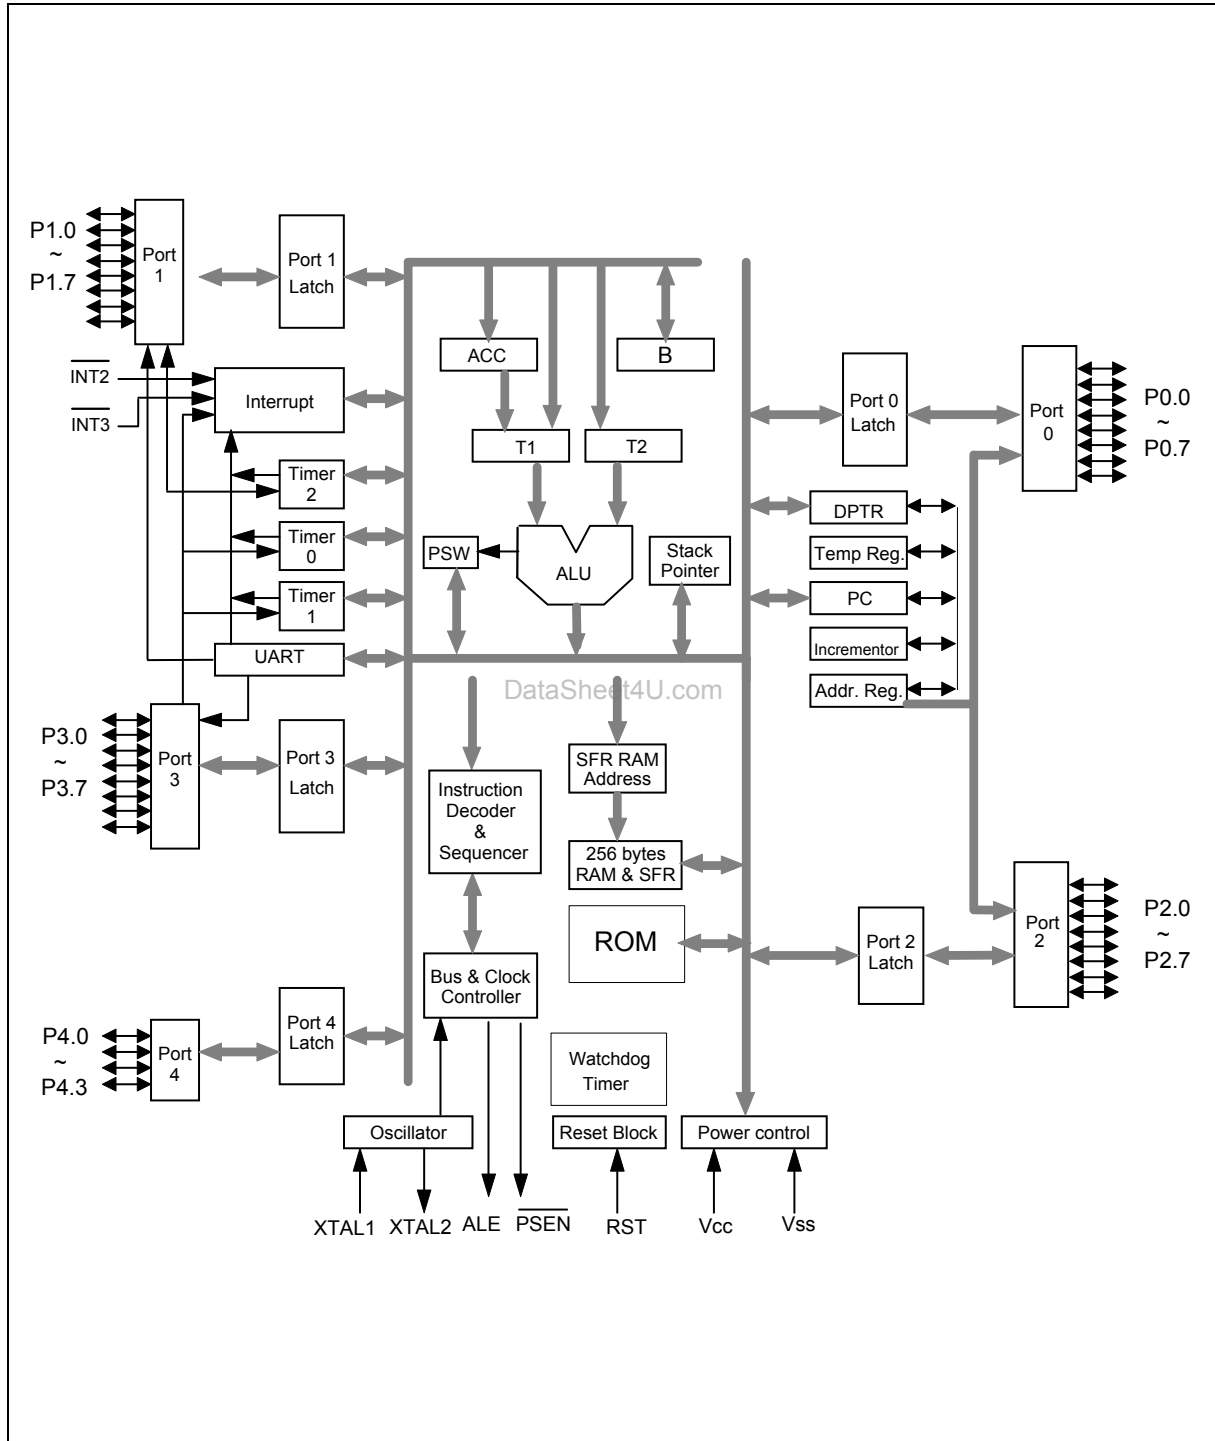 P1.0
~
P1.7
Port
1
Port 1
Latch
ACC
B
INT2
INT3
Interrupt
T1
T2
Port 0
Latch
Port
0
P0.0
~
P0.7
Timer
2
Timer
0
Timer
1
UART
PSW
ALU
Stack
Pointer
DPTR
Temp Reg.
PC
Incrementor
Addr. Reg.
DataSheet4U.com
P3.0
~
P3.7
Port
3
Port 3
Latch
Instruction
Decoder
&
Sequencer
SFR RAM
Address
256 bytes
RAM & SFR
ROM
Port 2
Latch
Port
2
P2.0
~
P2.7
Bus & Clock
Controller
P4.0
~
P4.3
Port
4
Port 4
Latch
Watchdog
Timer
Oscillator
Reset Block
Power control
XTAL1
XTAL2
ALE
PSEN
RST
Vcc
Vss